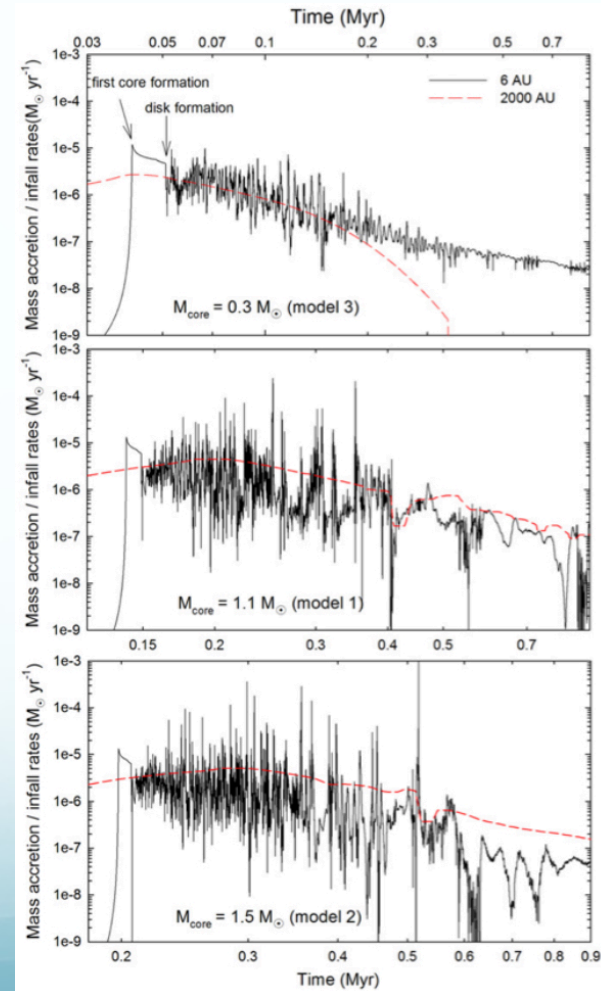 Time (Myr)
0.03 0.05 0.07 0.1 0.2 0.3 0.5 0.7
Mass accretion / infall rates(M☉ yr⁻¹)
1e-3
1e-4
1e-5
1e-6
1e-7
1e-8
1e-9
first core formation
disk formation
6 AU
2000 AU
M_core = 0.3 M☉ (model 3)
Mass accretion / infall rates (M☉ yr⁻¹)
1e-3
1e-4
1e-5
1e-6
1e-7
1e-8
1e-9
M_core = 1.1 M☉ (model 1)
0.15 0.2 0.3 0.4 0.5 0.7
Mass accretion / infall rates (M☉ yr⁻¹)
1e-3
1e-4
1e-5
1e-6
1e-7
1e-8
1e-9
M_core = 1.5 M☉ (model 2)
0.2 0.3 0.4 0.5 0.6 0.7 0.8 0.9
Time (Myr)